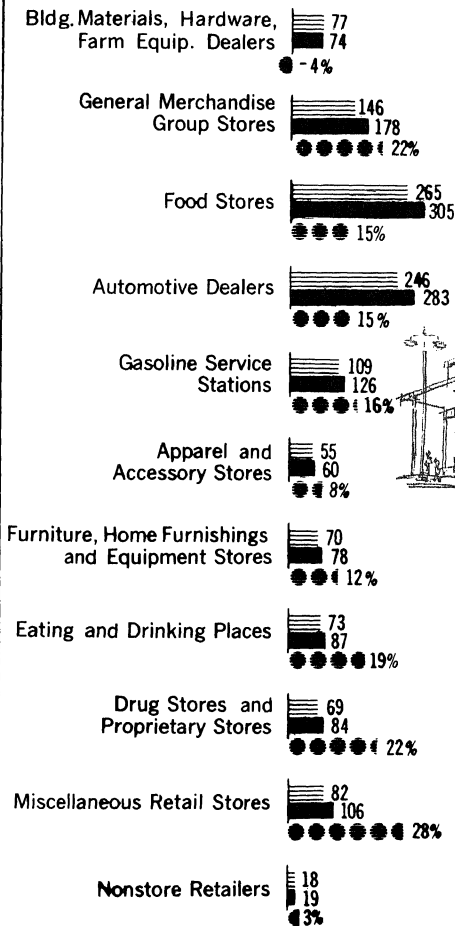 Bldg. Materials, Hardware,
Farm Equip. Dealers
77
74
-4%
General Merchandise
Group Stores
146
178
22%
Food Stores
265
305
15%
Automotive Dealers
246
283
15%
Gasoline Service
Stations
109
126
16%
Apparel and
Accessory Stores
55
60
8%
Furniture, Home Furnishings
and Equipment Stores
70
78
12%
Eating and Drinking Places
73
87
19%
Drug Stores and
Proprietary Stores
69
84
22%
Miscellaneous Retail Stores
82
106
28%
Nonstore Retailers
18
19
3%